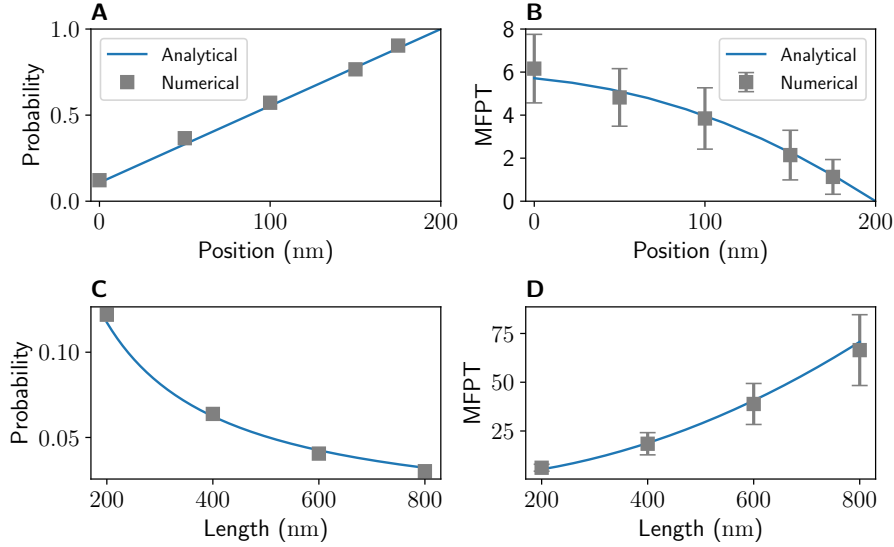 A
1.0
0.5
0.0
Probability
Analytical
Numerical
0
100
200
Position (nm)
B
8
6
4
2
0
MFPT
Analytical
Numerical
0
100
200
Position (nm)
C
0.10
0.05
Probability
200
400
600
800
Length (nm)
D
75
50
25
MFPT
200
400
600
800
Length (nm)